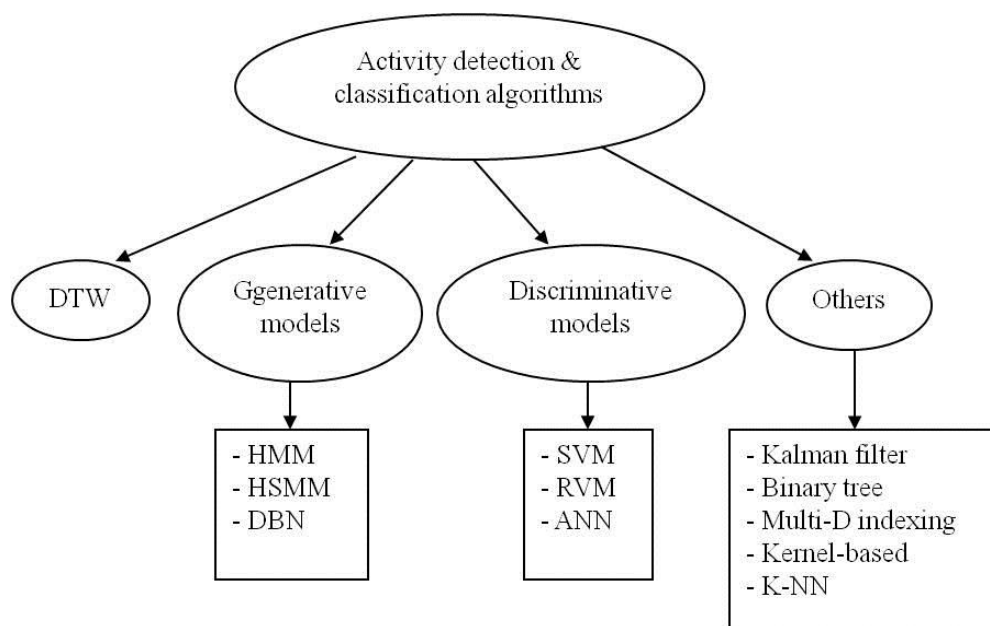 Activity detection &
classification algorithms
DTW
Ggenerative
models
Discriminative
models
Others
- HMM
- HSMM
- DBN
- SVM
- RVM
- ANN
- Kalman filter
- Binary tree
- Multi-D indexing
- Kernel-based
- K-NN